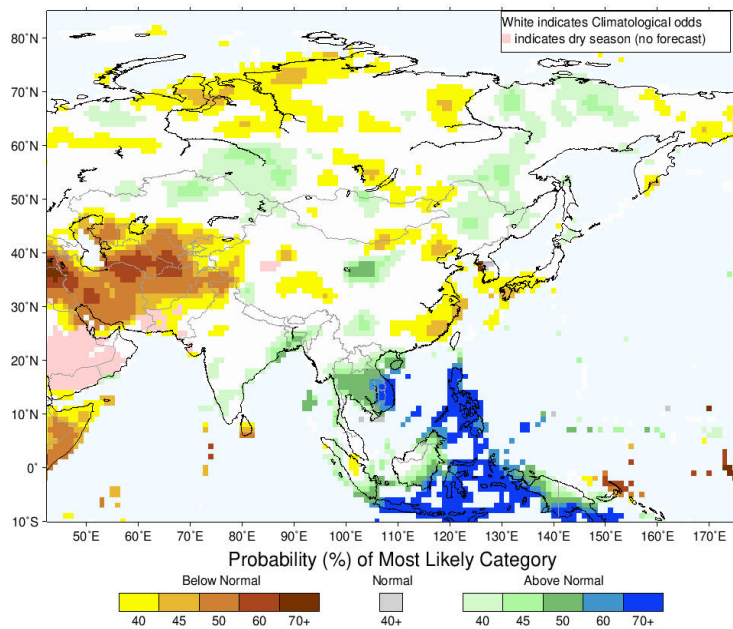 White indicates Climatological odds
indicates dry season (no forecast)
80˚N
70˚N
60˚N
50˚N
40˚N
30˚N
20˚N
10˚N
0˚
10˚S
50˚E 60˚E 70˚E 80˚E 90˚E 100˚E 110˚E 120˚E 130˚E 140˚E 150˚E 160˚E 170˚E
Probability (%) of Most Likely Category
Below Normal Normal Above Normal
40 45 50 60 70+ 40+ 40 45 50 60 70+